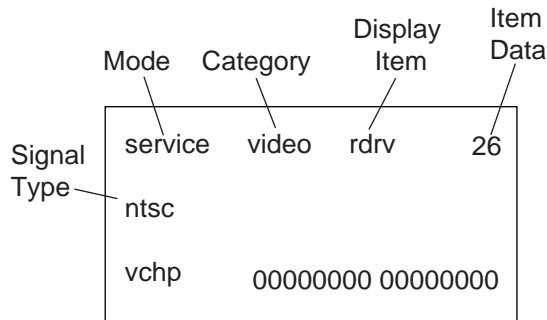 Mode
Category
Display
Item
Item
Data
Signal
Type
service video rdrv 26
ntsc
vchp 00000000 00000000